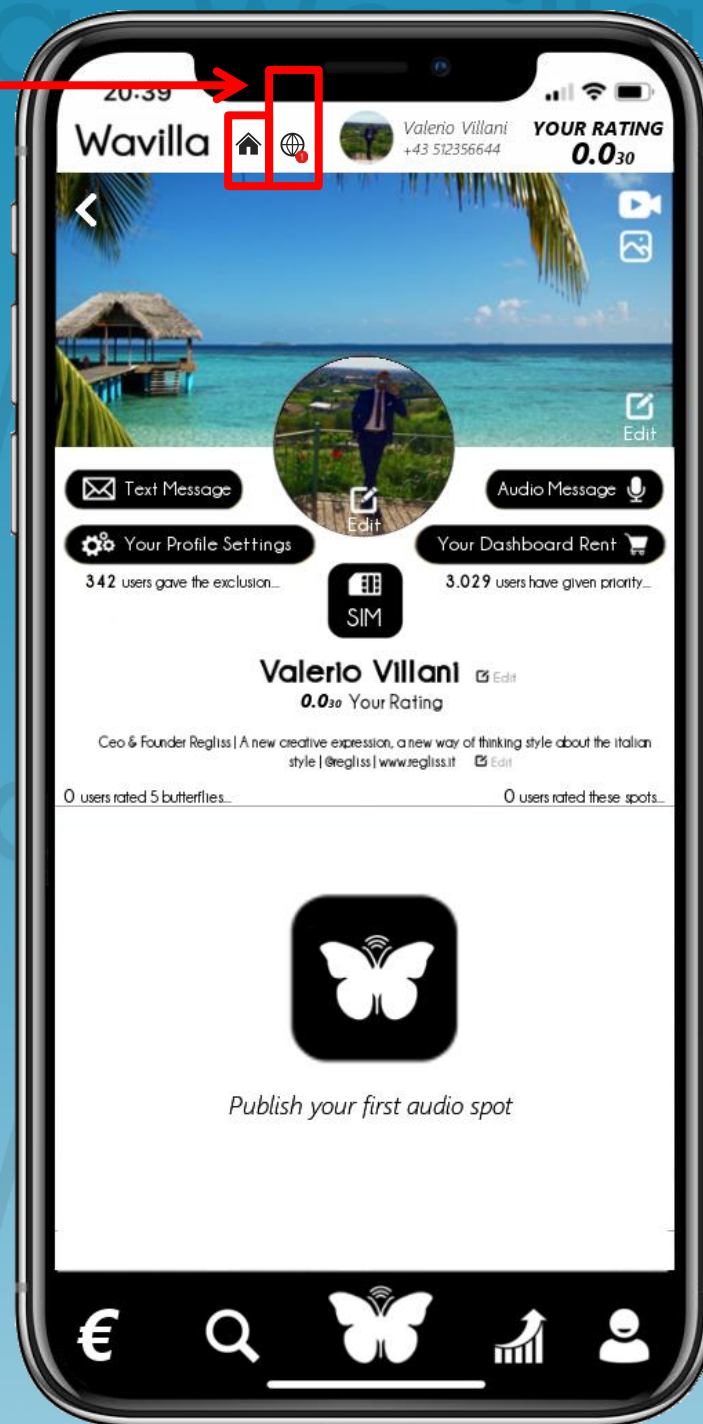 20:39
Wavilla
1
Valerio Villani
+43 512356644
YOUR RATING
0.030
Edit
Text Message
Audio Message
Edit
Your Profile Settings
Your Dashboard Rent
342 users gave the exclusion...
3.029 users have given priority...
SIM
Valerio Villani Edit
0.030 Your Rating
Ceo & Founder Regliss | A new creative expression, a new way of thinking style about the italian
style | @regliss | www.regliss.it Edit
0 users rated 5 butterflies...
0 users rated these spots...
Publish your first audio spot
€